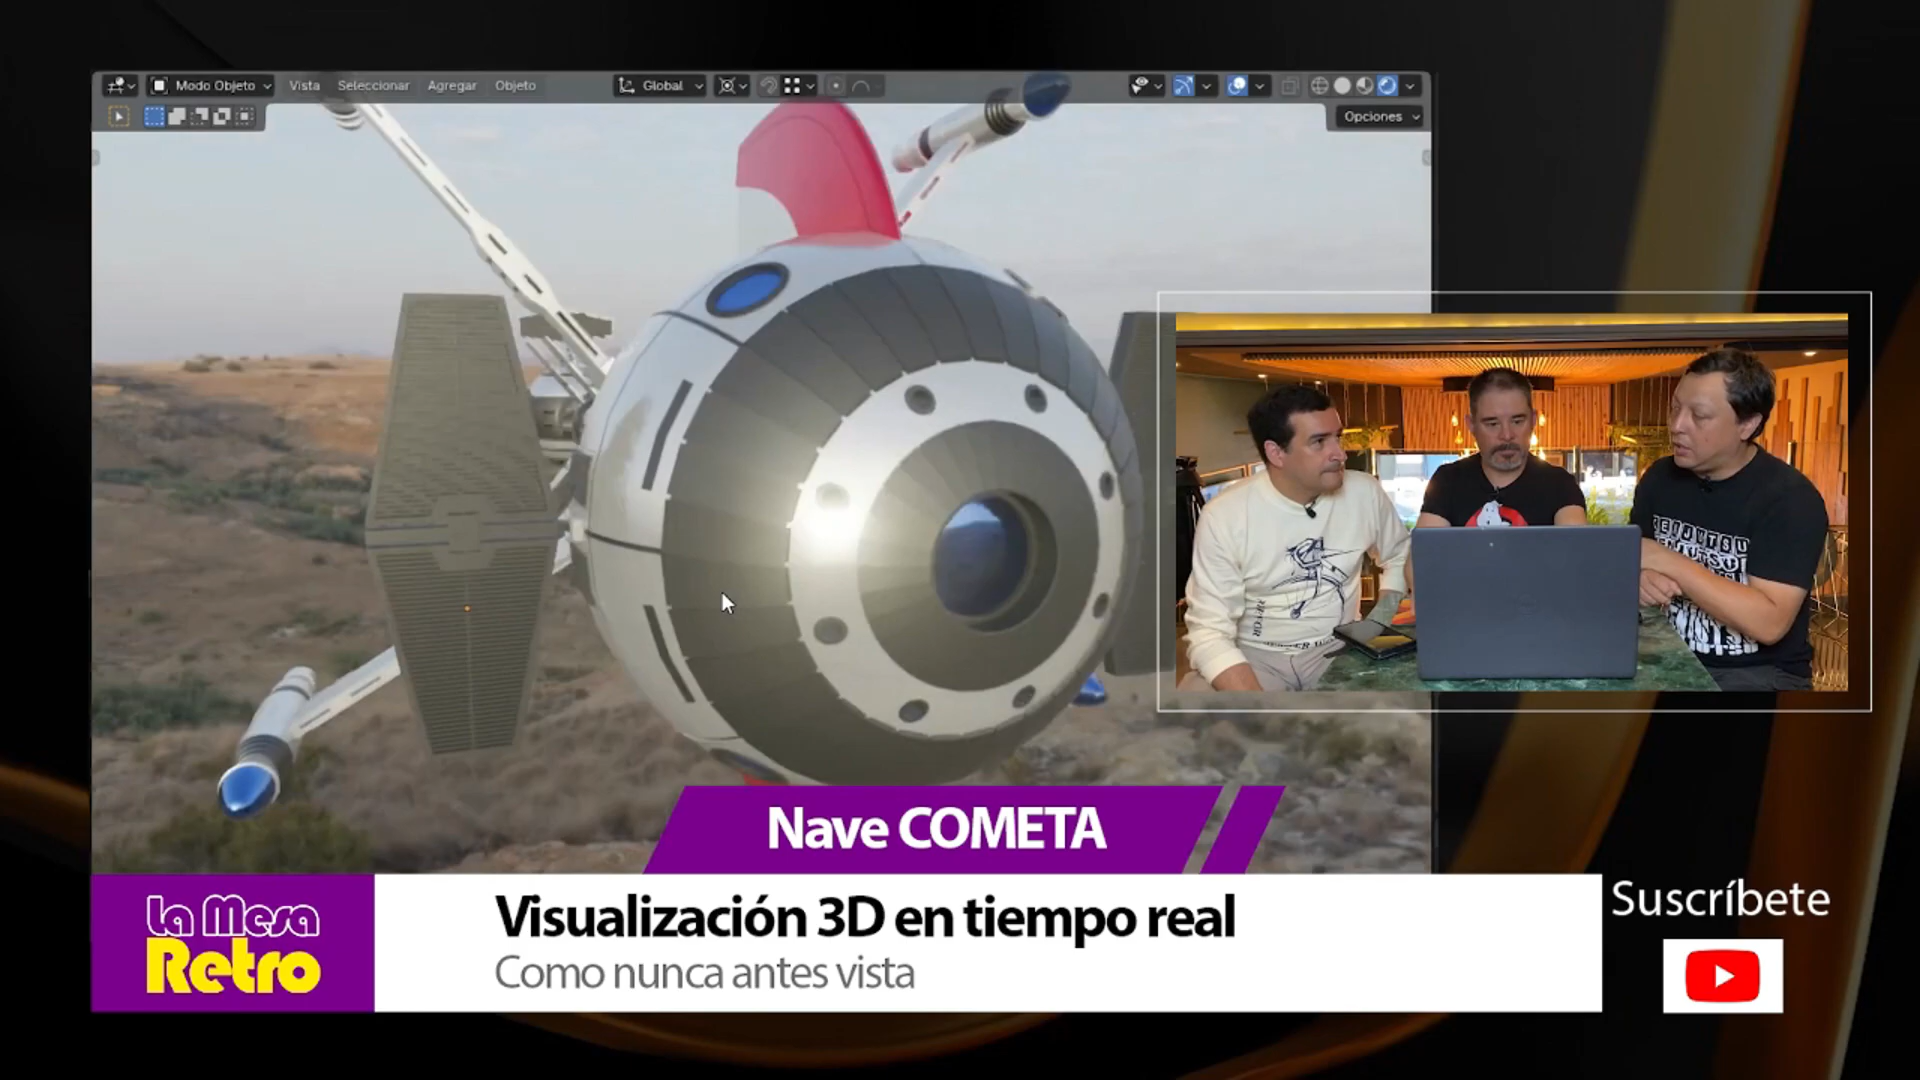 Modo Objeto Vista Seleccionar Agregar Objeto Global
Opciones
Nave COMETA
Visualización 3D en tiempo real
Como nunca antes vista
La Mesa
Retro
Suscríbete